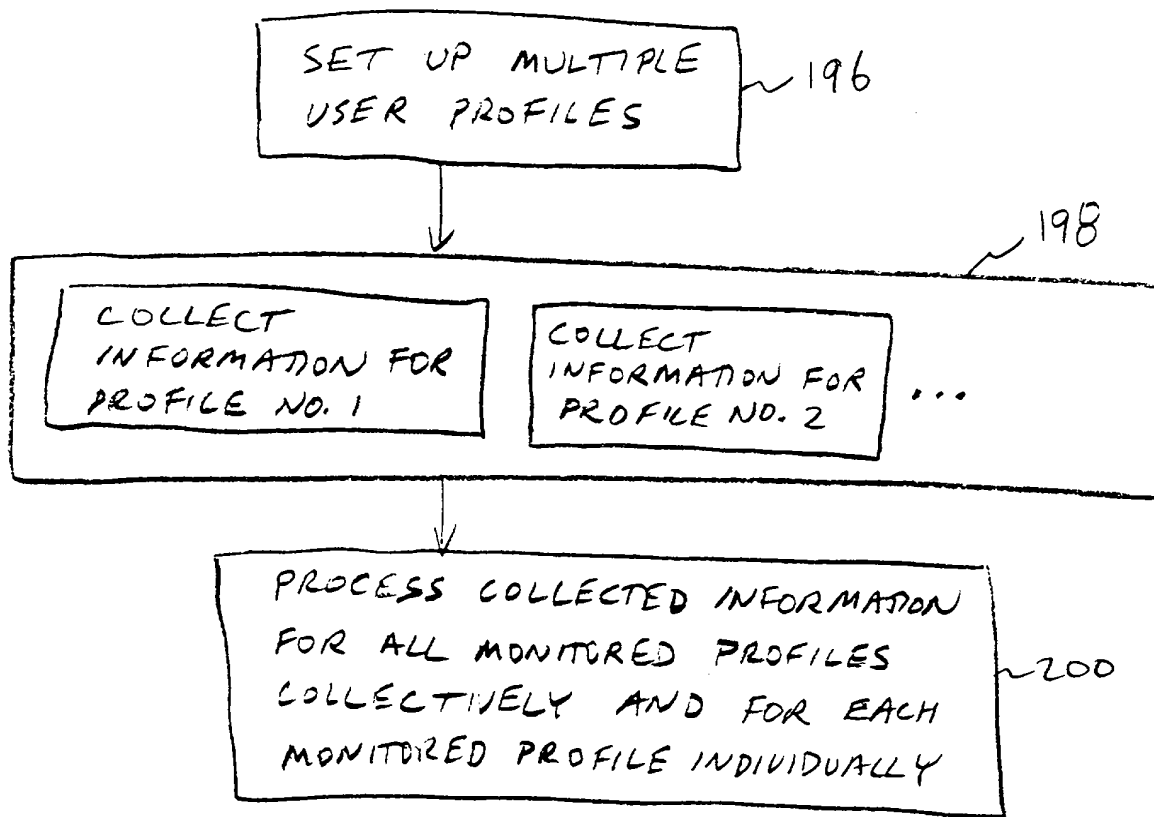 SET UP MULTIPLE
USER PROFILES
196
198
COLLECT
INFORMATION FOR
PROFILE NO. 1
COLLECT
INFORMATION FOR
PROFILE NO. 2
...
PROCESS COLLECTED INFORMATION
FOR ALL MONITORED PROFILES
COLLECTIVELY AND FOR EACH
MONITORED PROFILE INDIVIDUALLY
200